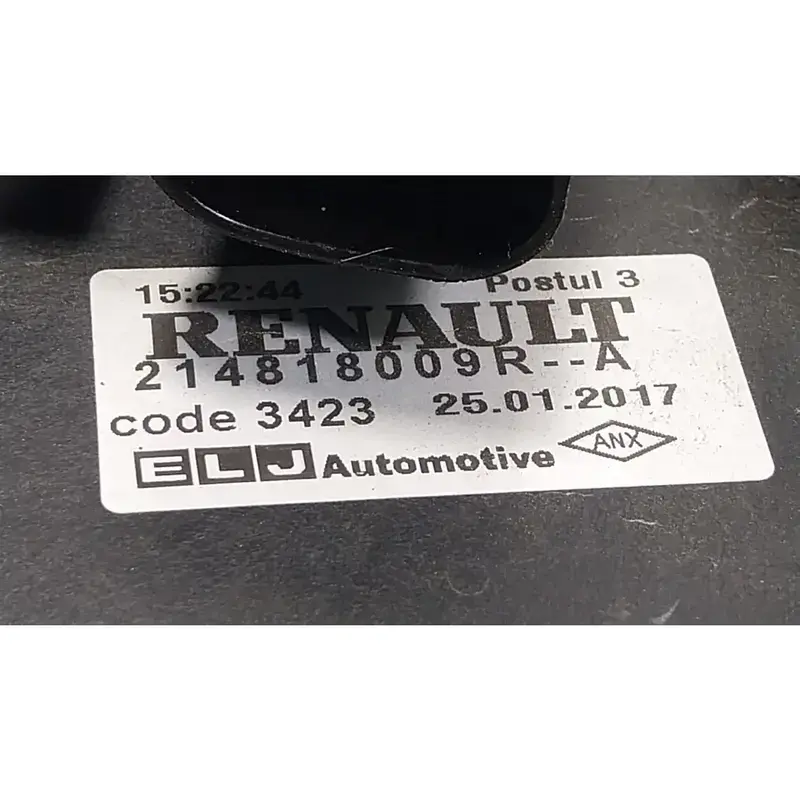 15:22:44 Postul 3
RENAULT
214818009R--A
code 3423 25.01.2017
ELJ Automotive ANX